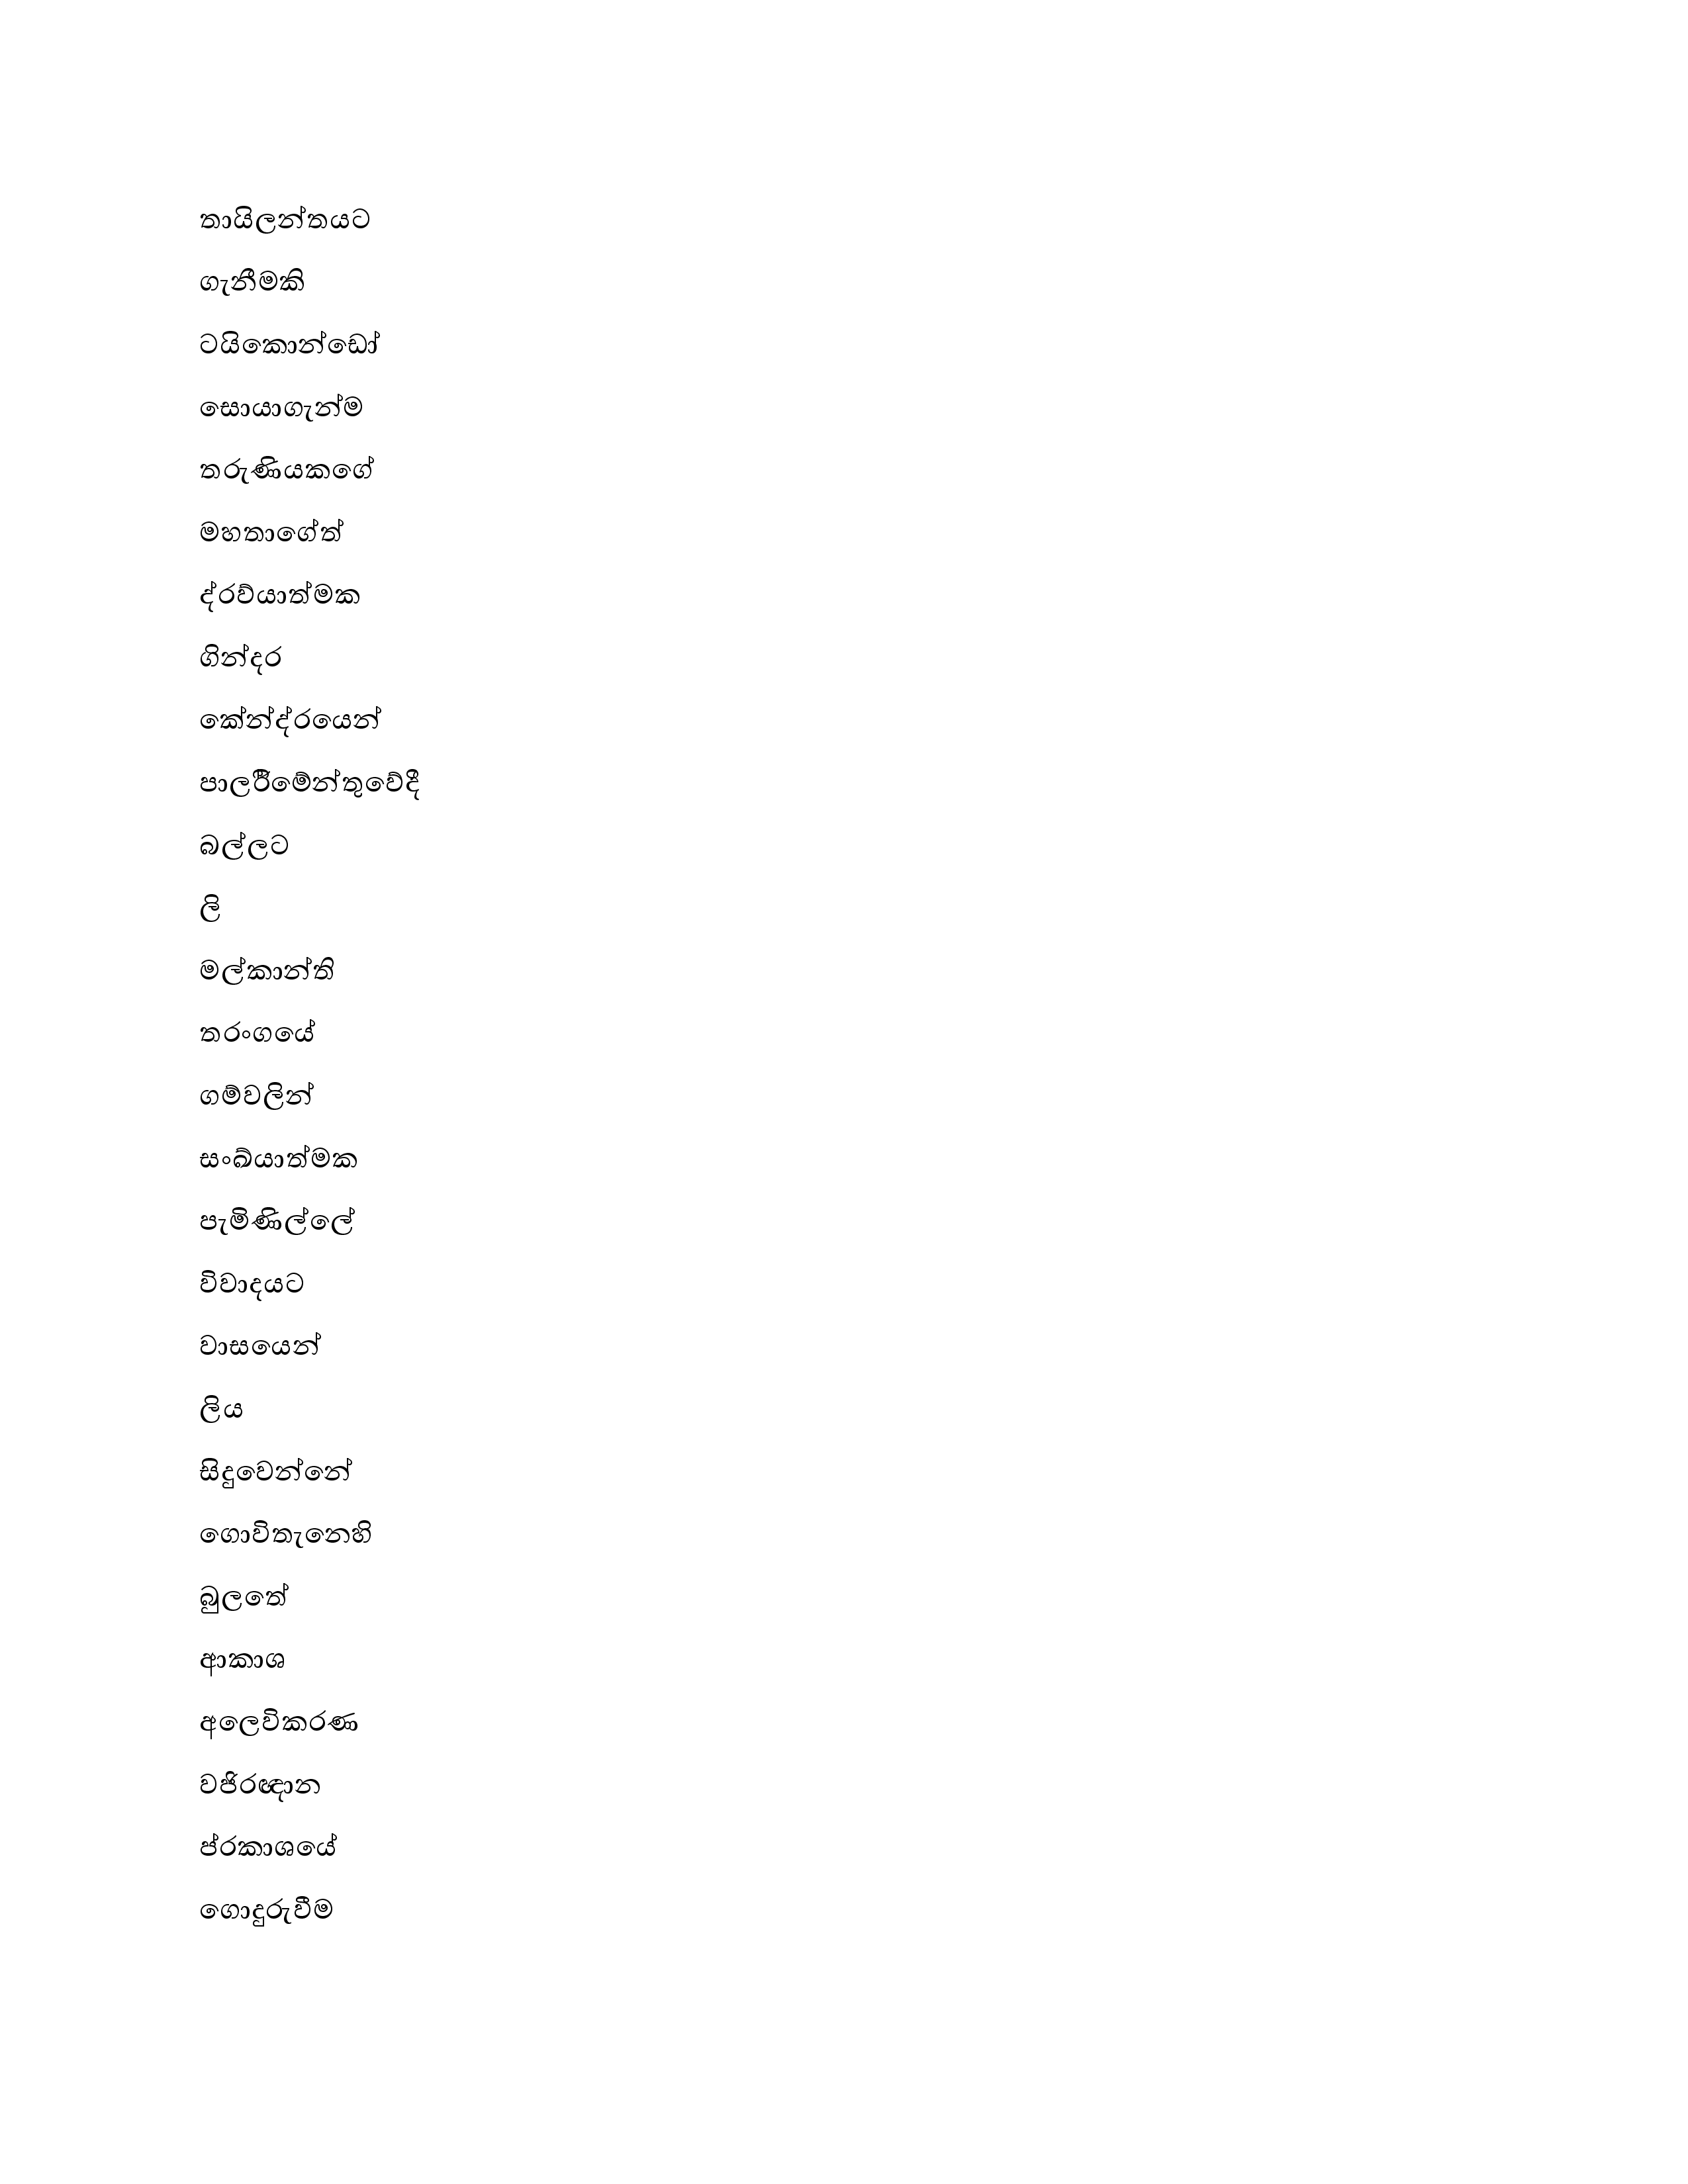 තායිලන්තයට
ගැනීමකි
ටයිකොන්ඩෝ
සොයාගැන්ම
තරුණියකගේ
මහතාගේත්
ද්රව්යාත්මක
ගින්දර
කේන්ද්රයෙන්
පාර්ලිමේන්තුවේදී
බල්ලට
ලි
මල්කාන්ති
තරංගයේ
ගම්වලින්
සංඛ්යාත්මක
පැමිණිල්ලේ
විවාදයට
වාසයෙන්
ලිය
සිදුවෙන්නේ
ගොවිතැනෙහි
බුලතේ
ආකාශ
අලෙවිකරණ
වජිරඥාන
ප්රකාශයේ
ගොදුරුවීම